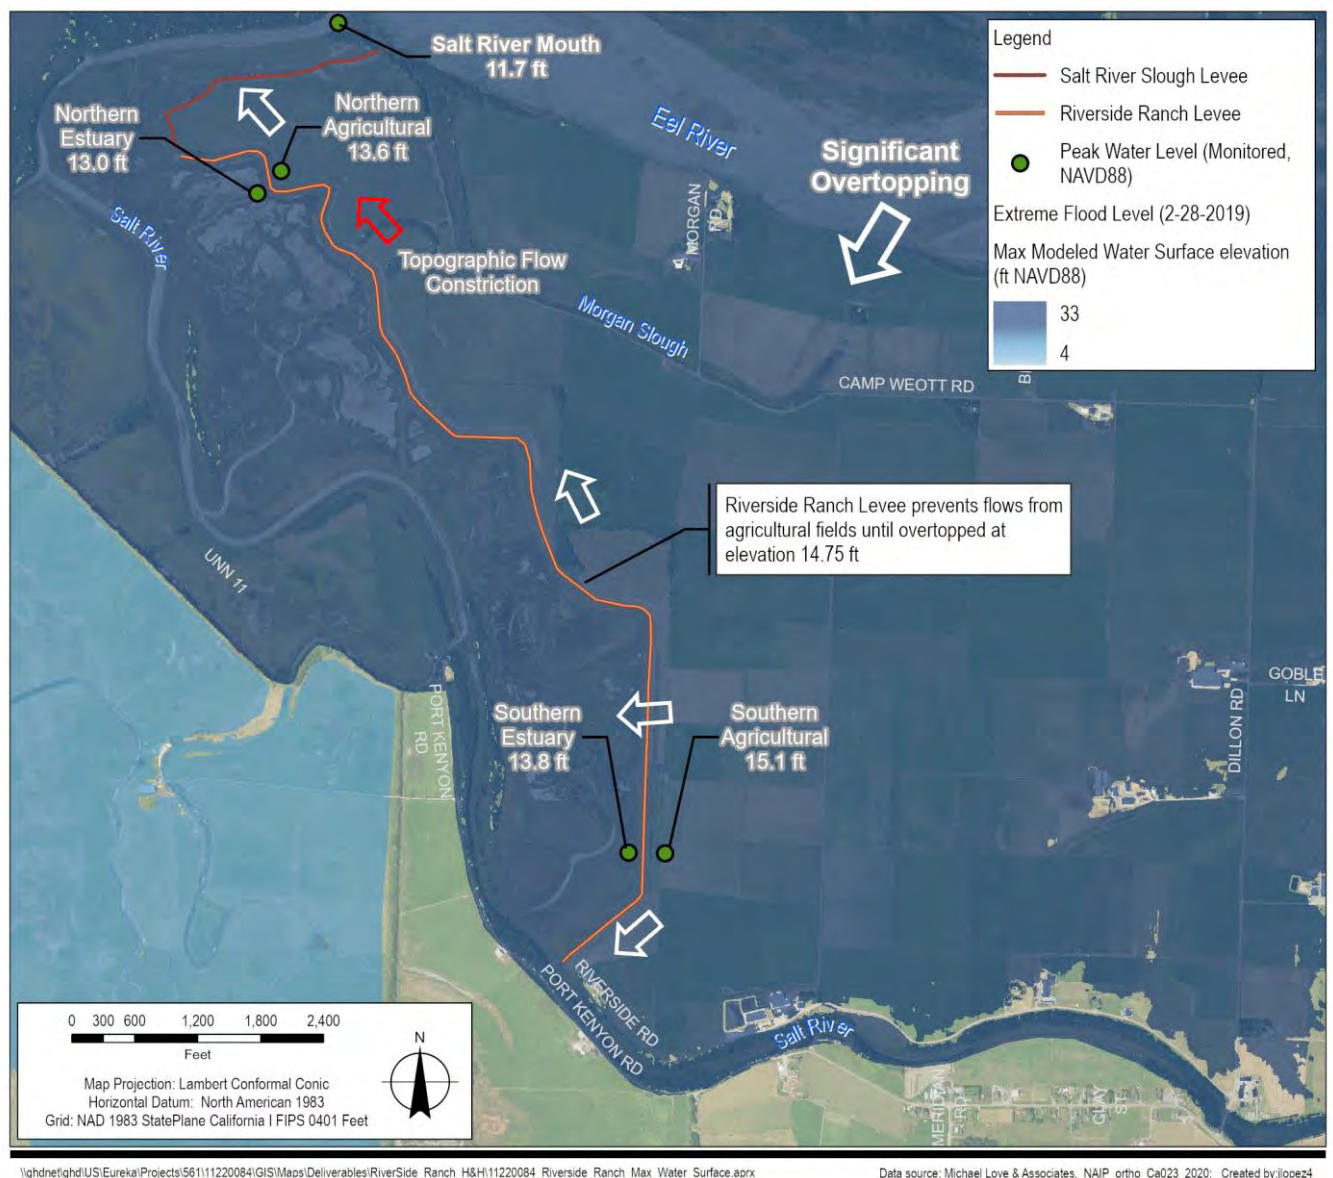 Salt River Mouth
11.7 ft
Northern
Agricultural
13.6 ft
Northern
Estuary
13.0 ft
Eel River
Significant
Overtopping
Salt River
MORGAN
RD
Topographic Flow
Constriction
Morgan Slough
CAMP WEOTT RD
Legend
Salt River Slough Levee
Riverside Ranch Levee
Peak Water Level (Monitored,
NAVD88)
Extreme Flood Level (2-28-2019)
Max Modeled Water Surface elevation
(ft NAVD88)
33
4
Riverside Ranch Levee prevents flows from
agricultural fields until overtopped at
elevation 14.75 ft
UNN 11
GOBLE
LN
DILLON RD
PORT KENYON
RD
Southern
Estuary
13.8 ft
Southern
Agricultural
15.1 ft
RIVERSIDE RD
PORT KENYON RD
Salt River
MERIDIAN
RD
CLAY
ST
0 300 600 1,200 1,800 2,400
Feet
N
Map Projection: Lambert Conformal Conic
Horizontal Datum: North American 1983
Grid: NAD 1983 StatePlane California I FIPS 0401 Feet
\\ghdnet\ghd\US\Eureka\Projects\561\11220084\GIS\Maps\Deliverables\RiverSide_Ranch_H&H\11220084_Riverside_Ranch_Max_Water_Surface.aprx
Data source: Michael Love & Associates, NAIP_ortho_Ca023_2020; Created by:jlopez4